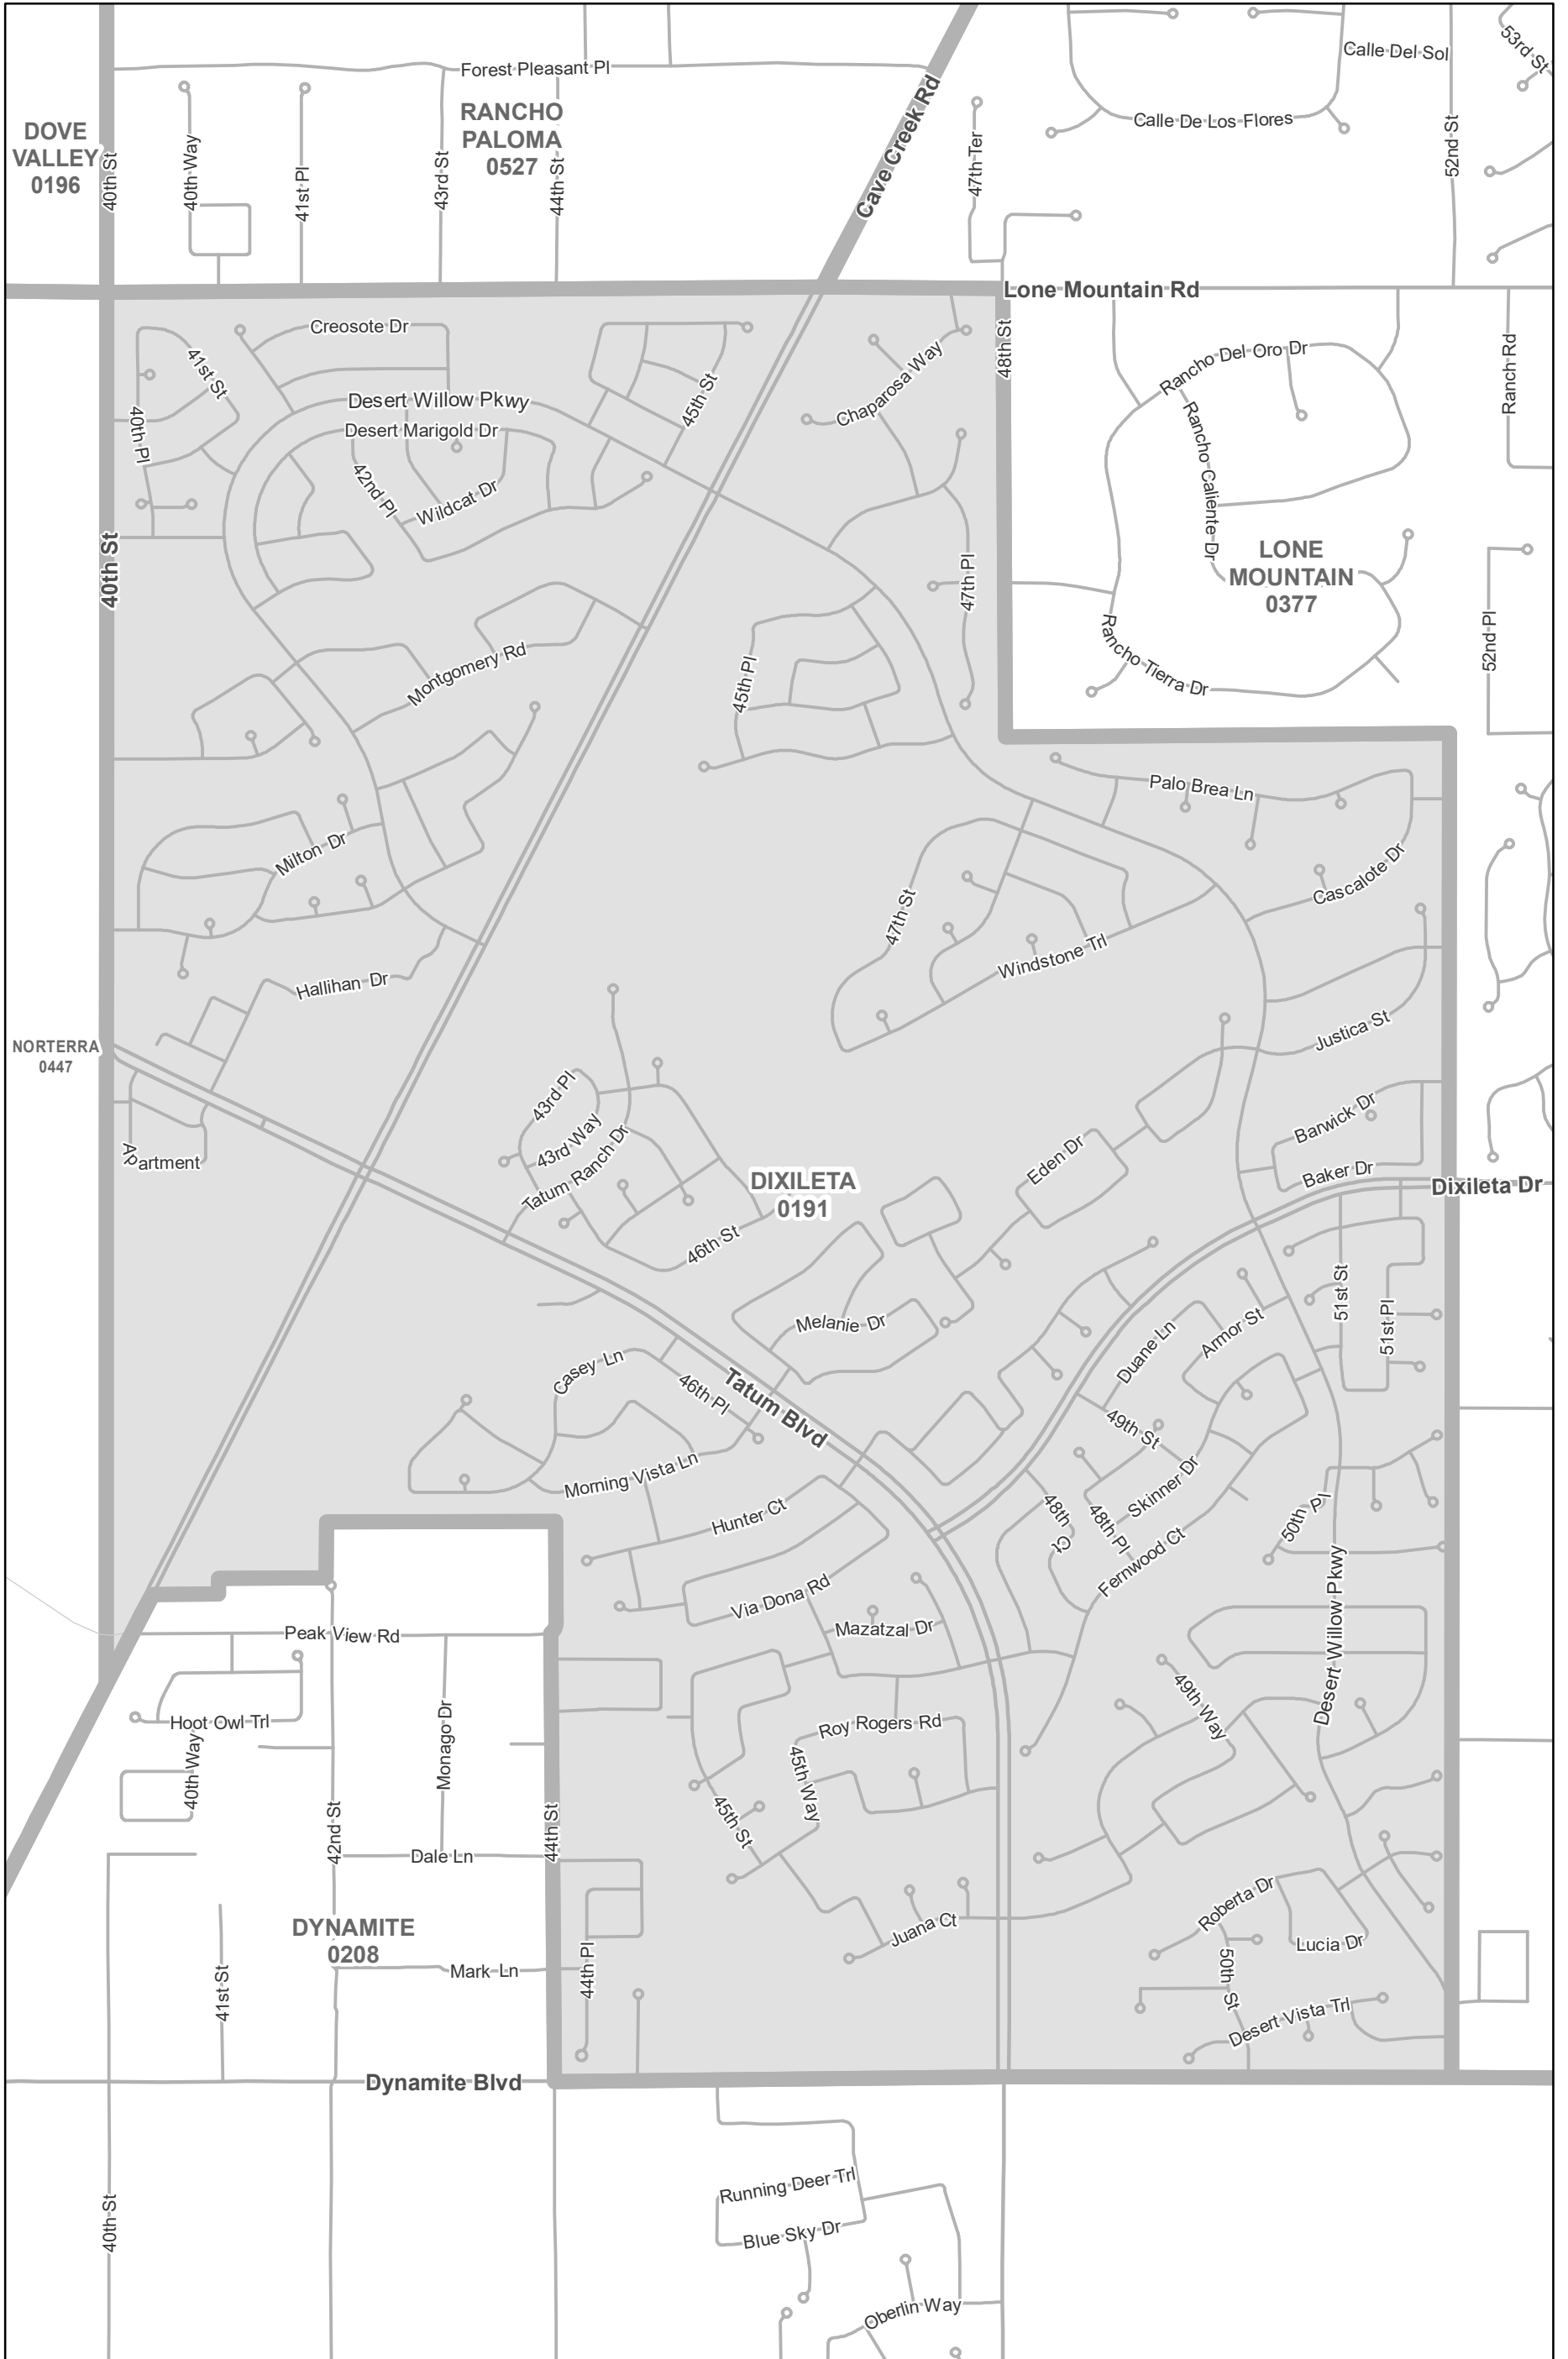 Forest Pleasant Pl
Calle Del Sol
53rd St
RANCHO
PALOMA
0527
DOVE
VALLEY
0196
40th St
40th Way
41st Pl
43rd St
44th St
Cave Creek Rd
47th Ter
Calle De Los Flores
52nd St
Lone Mountain Rd
48th St
Creosote Dr
41st St
40th Pl
Desert Willow Pkwy
Desert Marigold Dr
42nd Pl
Wildcat Dr
45th St
Chaparosa Way
Rancho Del Oro Dr
Rancho Caliente Dr
Ranch Rd
40th St
47th Pl
LONE
MOUNTAIN
0377
Rancho Tierra Dr
52nd Pl
Montgomery Rd
45th Pl
Palo Brea Ln
Milton Dr
Cascalote Dr
47th St
Windstone Trl
Hallihan Dr
Justica St
NORTERRA
0447
43rd Pl
43rd Way
Tatum Ranch Dr
Apartment
Barwick Dr
Eden Dr
Baker Dr
Dixileta Dr
DIXILETA
0191
46th St
Melanie Dr
51st St
51st Pl
Duane Ln
Armor St
Casey Ln
46th Pl
Tatum Blvd
49th St
Morning Vista Ln
Skinner Dr
Hunter Ct
48th Ct
48th Pl
50th Pl
Fernwood Ct
Via Dona Rd
Mazatzal Dr
Desert Willow Pkwy
Peak View Rd
Hoot Owl Trl
40th Way
Monago Dr
49th Way
Roy Rogers Rd
45th Way
45th St
42nd St
44th St
Dale Ln
Roberta Dr
Juana Ct
Lucia Dr
DYNAMITE
0208
Mark Ln
41st St
44th Pl
50th St
Desert Vista Trl
Dynamite Blvd
40th St
Running Deer Trl
Blue Sky Dr
Oberlin Way